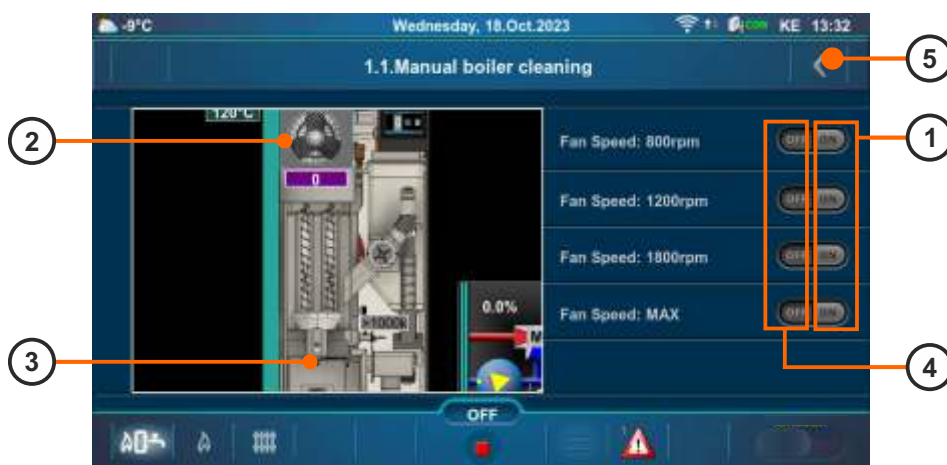 -9°C Wednesday, 18.Oct.2023 CON KE 13:32
1.1.Manual boiler cleaning
5
120°C
2
1
Fan Speed: 800rpm OFF ON
0
Fan Speed: 1200rpm OFF ON
Fan Speed: 1800rpm OFF ON
0.0%
Fan Speed: MAX OFF ON
>1000k
M
3
4
OFF